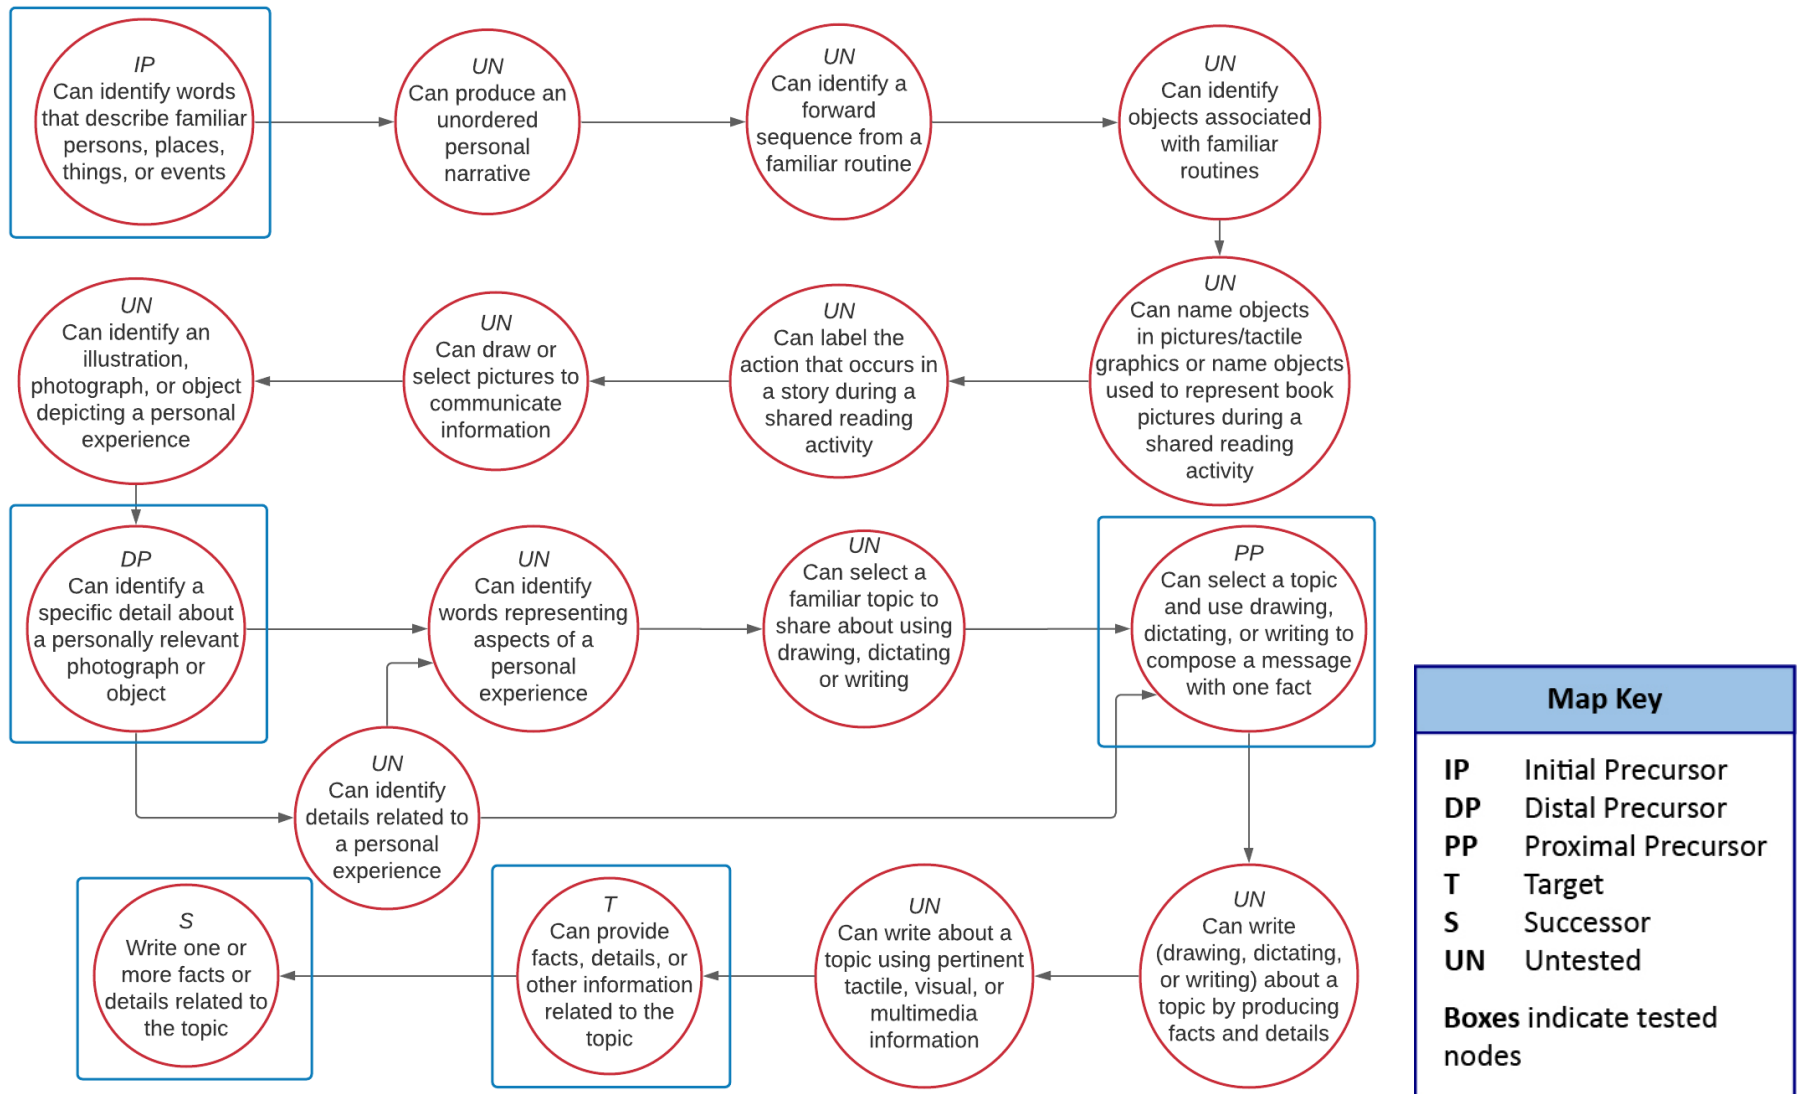 IP
Can identify words
that describe familiar
persons, places,
things, or events
UN
Can produce an
unordered
personal
narrative
UN
Can identify a
forward
sequence from a
familiar routine
UN
Can identify
objects associated
with familiar
routines
UN
Can name objects
in pictures/tactile
graphics or name objects
used to represent book
pictures during a
shared reading
activity
UN
Can label the
action that occurs in
a story during a
shared reading
activity
UN
Can draw or
select pictures to
communicate
information
UN
Can identify an
illustration,
photograph, or object
depicting a personal
experience
DP
Can identify a
specific detail about
a personally relevant
photograph or
object
UN
Can identify
words representing
aspects of a
personal
experience
UN
Can select a
familiar topic to
share about using
drawing, dictating
or writing
PP
Can select a topic
and use drawing,
dictating, or writing to
compose a message
with one fact
UN
Can identify
details related to
a personal
experience
UN
Can write
(drawing, dictating,
or writing) about a
topic by producing
facts and details
UN
Can write about a
topic using pertinent
tactile, visual, or
multimedia
information
T
Can provide
facts, details, or
other information
related to the
topic
S
Write one or
more facts or
details related to
the topic
Map Key
IP Initial Precursor
DP Distal Precursor
PP Proximal Precursor
T Target
S Successor
UN Untested
Boxes indicate tested
nodes